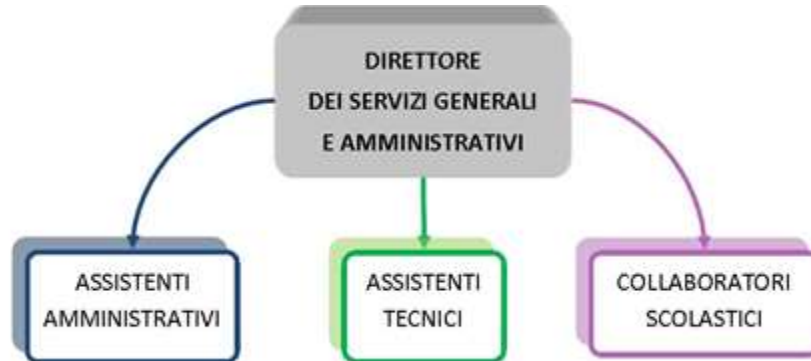 DIRETTORE
DEI SERVIZI GENERALI
E AMMINISTRATIVI
ASSISTENTI
AMMINISTRATIVI
ASSISTENTI
TECNICI
COLLABORATORI
SCOLASTICI